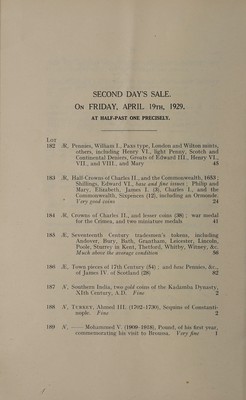 SECOND DAY'S SALE.
On FRIDAY, APRIL 19th, 1929,
AT HALF-PAST ONE PRECISELY.
Lot
182 Æ, Pennies, William I., Paxs type, London and Wilton mints,
others, including Henry VI., light Penny, Scotch and
Continental Deniers, Groats of Edward III., Henry VI.,
VII., and VIII., and Mary 45
183 Æ, Half-Crowns of Charles II., and the Commonwealth, 1653;
Shillings, Edward VI., base and fine issues; Philip and
Mary, Elizabeth, James I. (3), Charles I., and the
Commonwealth, Sixpences (12), including an Ormonde.
Very good coins 24
184 Æ, Crowns of Charles II., and lesser coins (38); war medal
for the Crimea, and two miniature medals 41
185 Æ, Seventeenth Century tradesmen's tokens, including
Andover, Bury, Bath, Grantham, Leicester, Lincoln,
Poole, Sturrey in Kent, Thetford, Whitby, Witney, &c.
Much above the average condition
186 Æ, Town pieces of 17th Century (54); and base Pennies, &c.,
of James IV. of Scotland (28) 82
187 N, Southern India, two gold coins of the Kadamba Dynasty,
XIth Century, A.D. Fine 2
188 N, Turkey, Ahmed III. (1702-1730), Sequins of Constanti-
nople. Fine 2
189 N, —— Mohammed V. (1909-1918), Pound, of his first year,
commemorating his visit to Broussa. Very fine 1